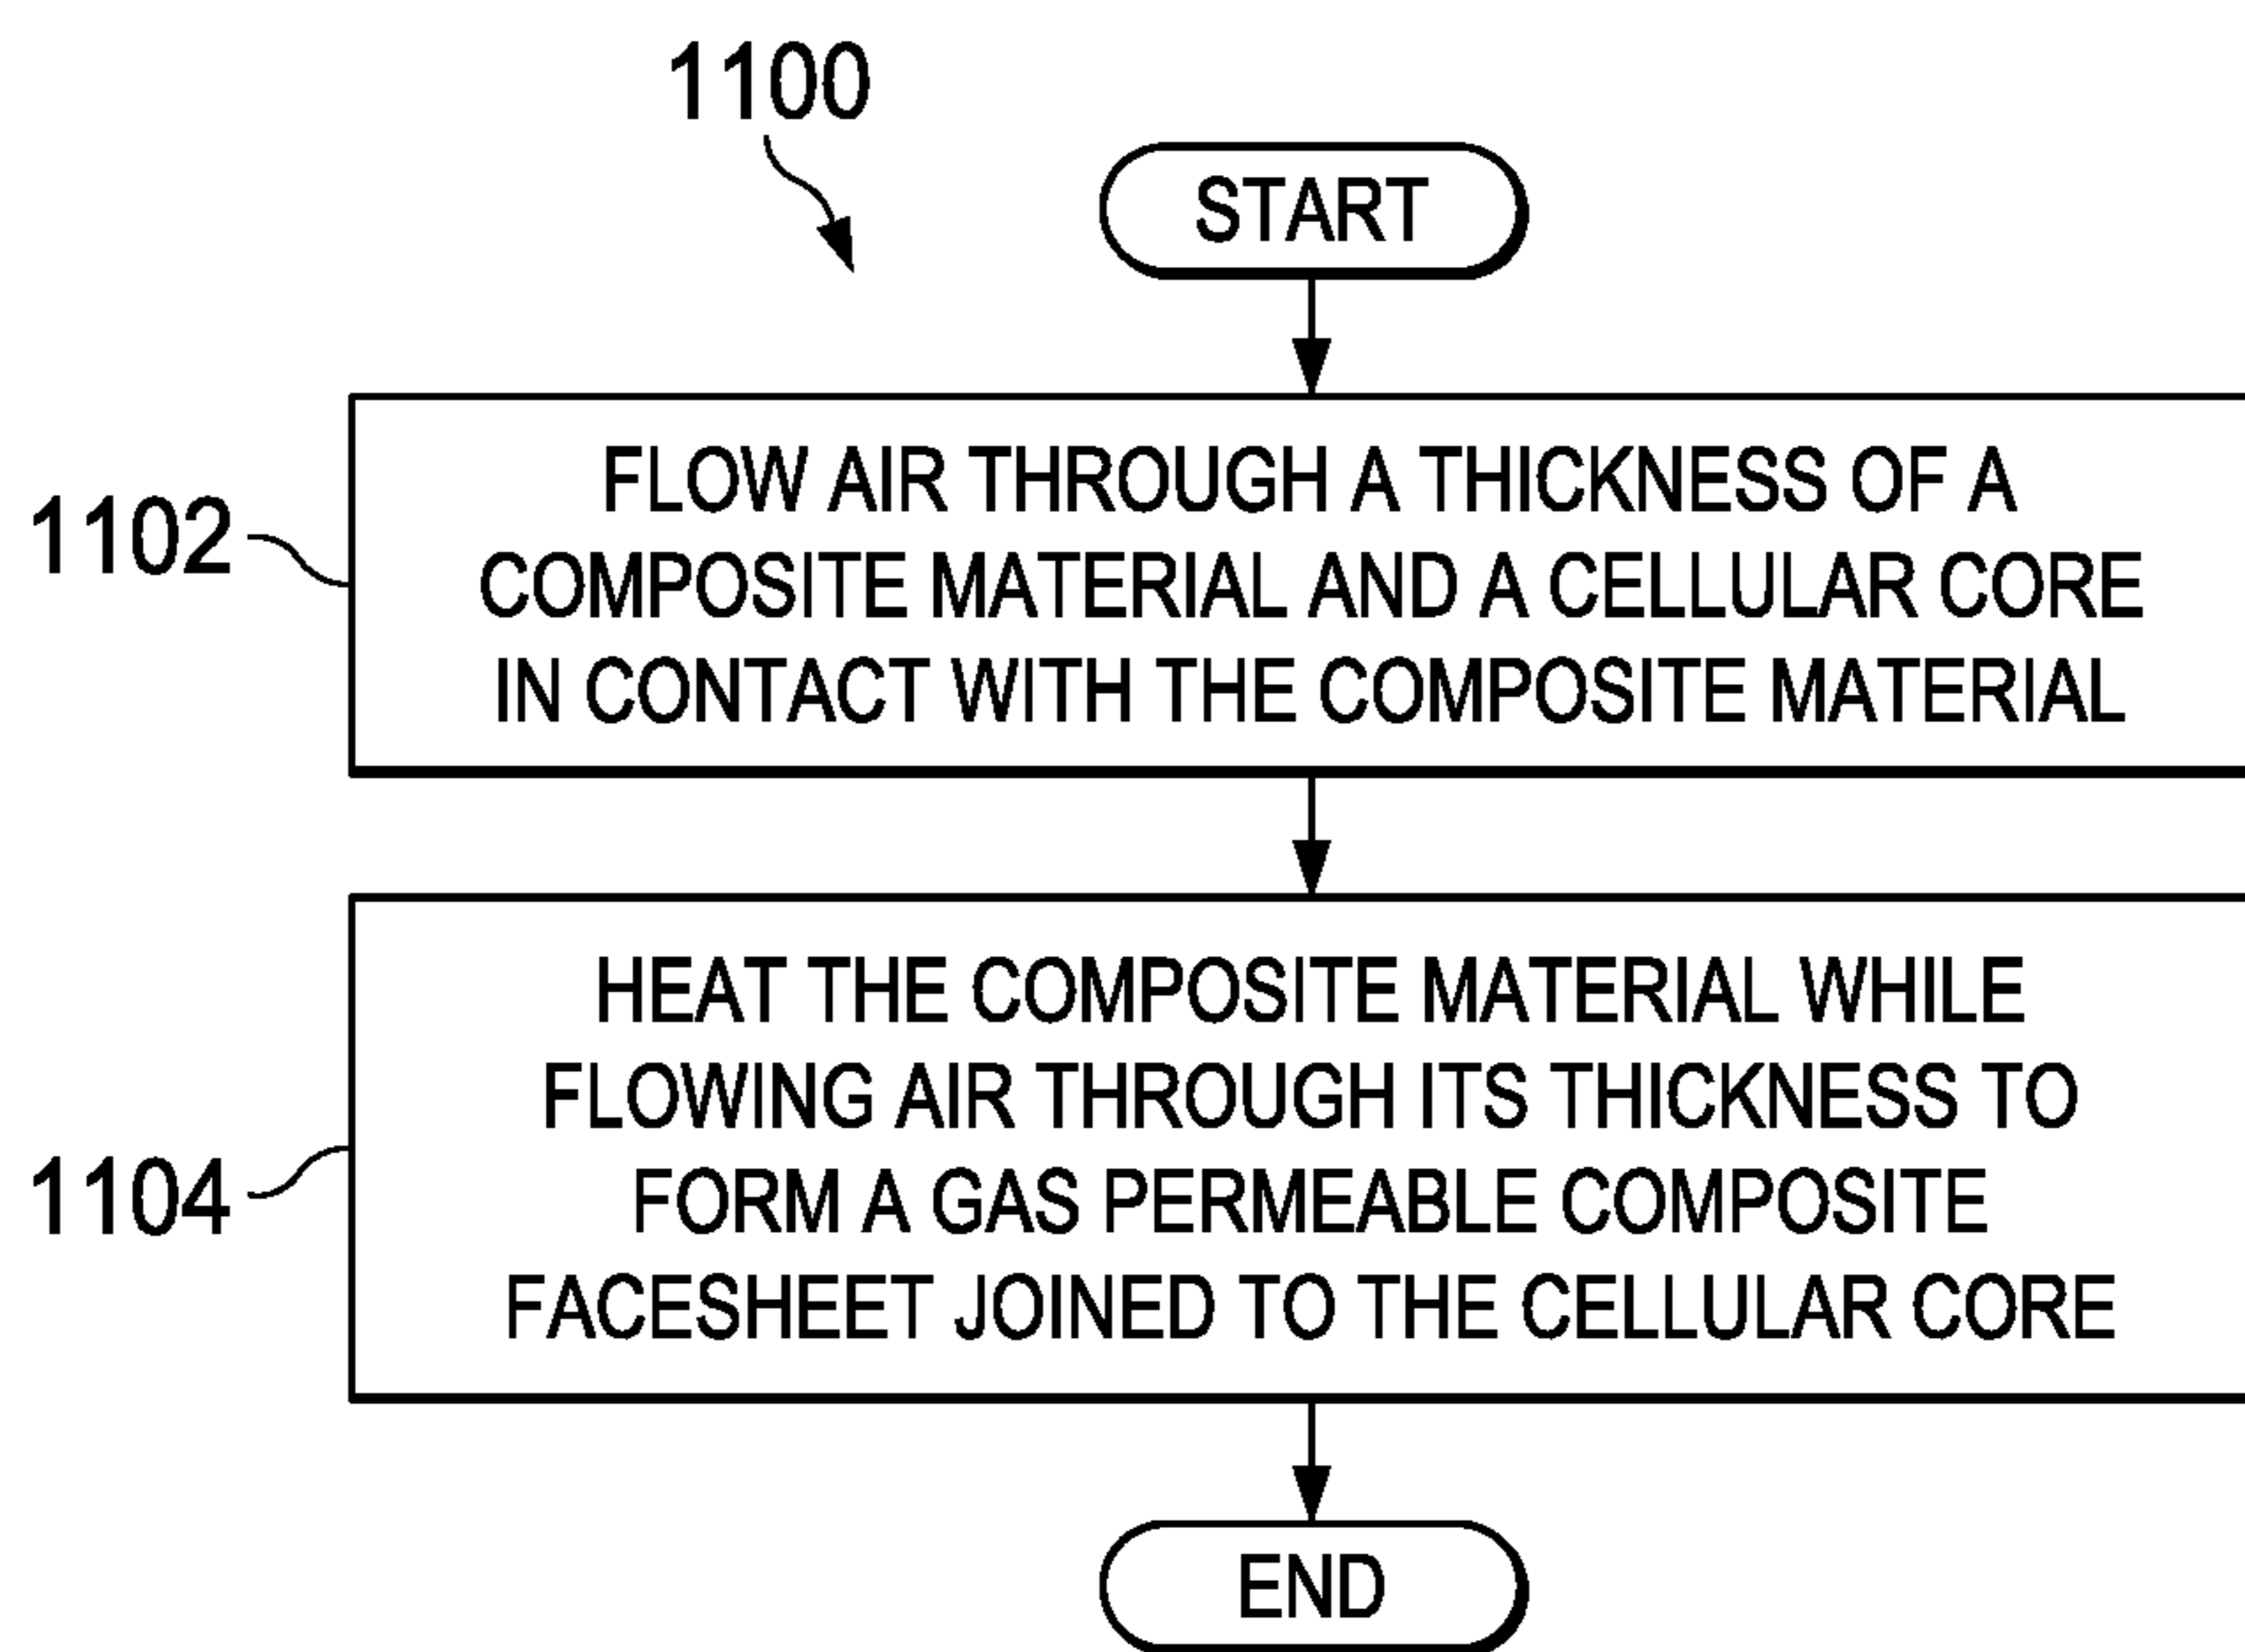 1100
START
1102
FLOW AIR THROUGH A THICKNESS OF A
COMPOSITE MATERIAL AND A CELLULAR CORE
IN CONTACT WITH THE COMPOSITE MATERIAL
1104
HEAT THE COMPOSITE MATERIAL WHILE
FLOWING AIR THROUGH ITS THICKNESS TO
FORM A GAS PERMEABLE COMPOSITE
FACESHEET JOINED TO THE CELLULAR CORE
END